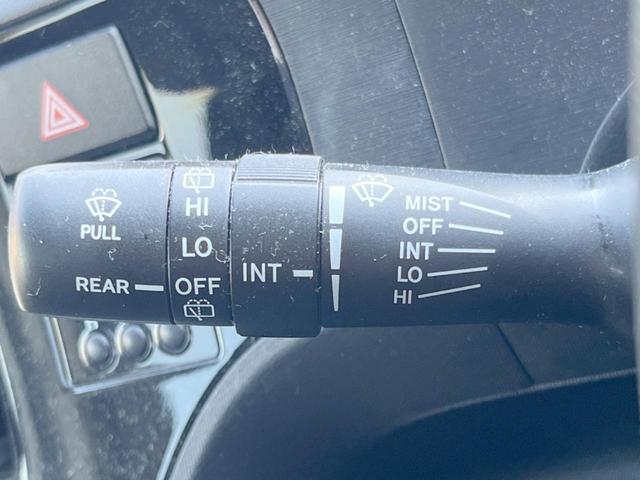 PULL
REAR
HI
LO
OFF
INT
MIST
OFF
INT
LO
HI